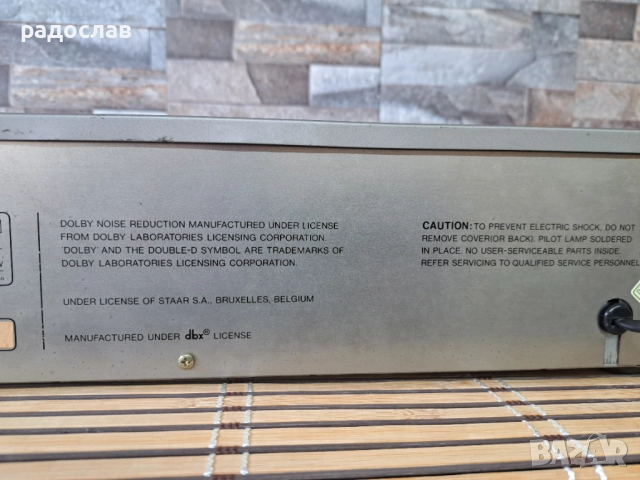 радослав
DOLBY NOISE REDUCTION MANUFACTURED UNDER LICENSE
FROM DOLBY LABORATORIES LICENSING CORPORATION.
'DOLBY' AND THE DOUBLE-D SYMBOL ARE TRADEMARKS OF
DOLBY LABORATORIES LICENSING CORPORATION.
UNDER LICENSE OF STAAR S.A., BRUXELLES, BELGIUM
MANUFACTURED UNDER dbx® LICENSE
CAUTION: TO PREVENT ELECTRIC SHOCK, DO NOT
REMOVE COVER(OR BACK). PILOT LAMP SOLDERED
IN PLACE. NO USER-SERVICEABLE PARTS INSIDE.
REFER SERVICING TO QUALIFIED SERVICE PERSONNEL
BAZAR
.bg